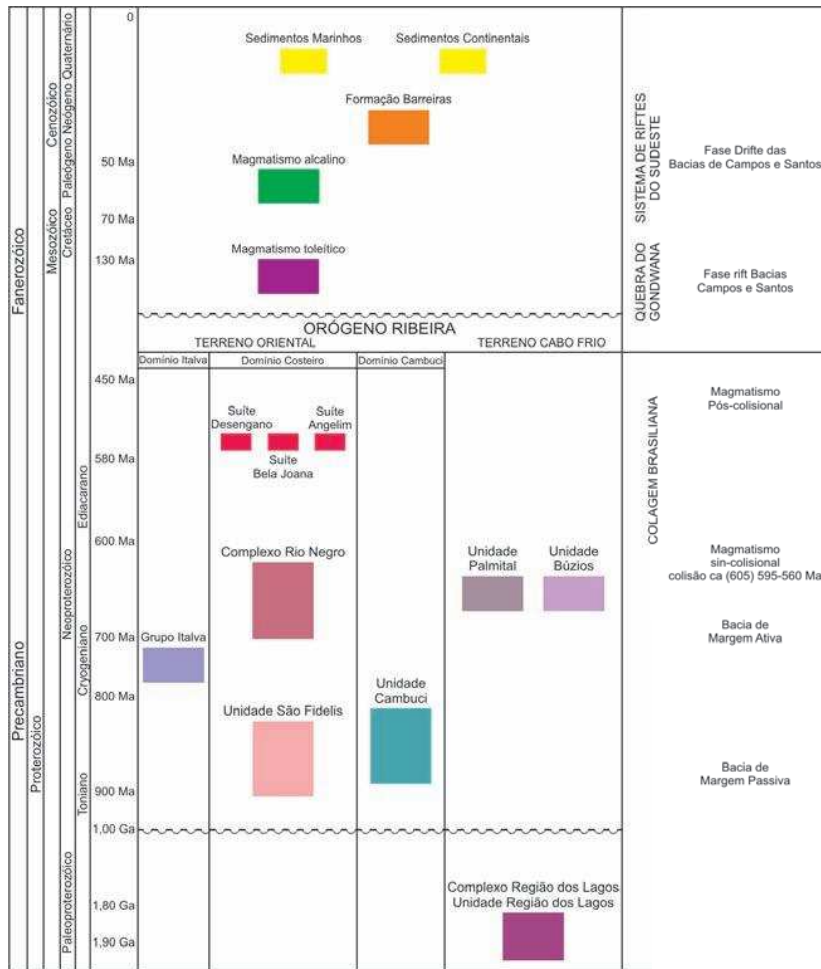 0
Sedimentos Marinhos
Sedimentos Continentais
Formação Barreiras
50 Ma
Magmatismo alcalino
70 Ma
130 Ma
Magmatismo toleítico
Fanerozóico
Mesozóico
Cenozóico
Cretáceo
Paleógeno
Neógeno
Quaternário
SISTEMA DE RIFTES
DO SUDESTE
Fase Drifte das
Bacias de Campos e Santos
QUEBRA DO
GONDWANA
Fase rift Bacias
Campos e Santos
ORÓGENO RIBEIRA
TERRENO ORIENTAL
TERRENO CABO FRIO
Domínio Italva
Domínio Costeiro
Domínio Cambuci
450 Ma
Suíte
Desengano
Suíte
Angelim
Suíte
Bela Joana
580 Ma
600 Ma
Complexo Rio Negro
Unidade
Palmital
Unidade
Búzios
700 Ma
Grupo Italva
800 Ma
Unidade
Cambuci
Unidade São Fidelis
900 Ma
1,00 Ga
Complexo Região dos Lagos
Unidade Região dos Lagos
1,80 Ga
1,90 Ga
Precambriano
Proterozóico
Paleoproterozóico
Neoproterozóico
Toniano
Cryogeniano
Ediacarano
COLAGEM BRASILIANA
Magmatismo
Pós-colisional
Magmatismo
sin-colisional
colisão ca (605) 595-560 Ma
Bacia de
Margem Ativa
Bacia de
Margem Passiva